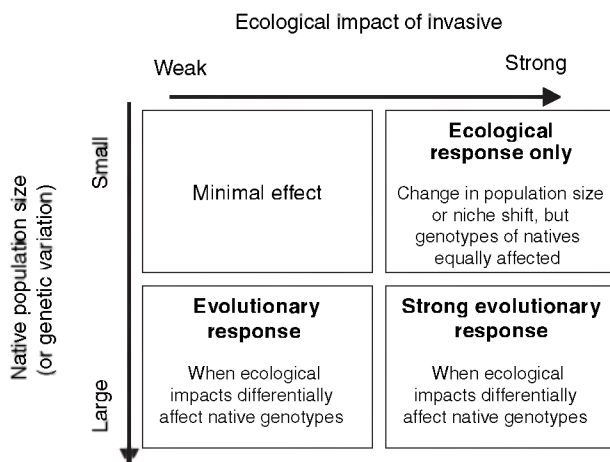 Ecological impact of invasive
Weak
Strong
Native population size
(or genetic variation)
Small
Large
Minimal effect
Ecological
response only
Change in population size
or niche shift, but
genotypes of natives
equally affected
Evolutionary
response
When ecological
impacts differentially
affect native genotypes
Strong evolutionary
response
When ecological
impacts differentially
affect native genotypes